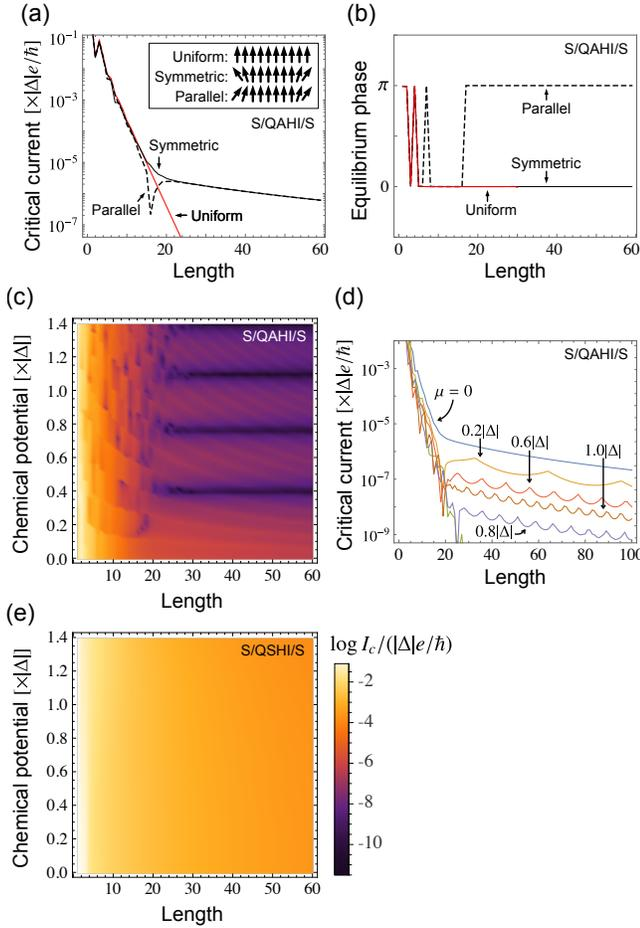 (a)
Critical current [×|Δ|e/ħ]
10⁻¹
10⁻³
10⁻⁵
10⁻⁷
Uniform:
Symmetric:
Parallel:
S/QAHI/S
Symmetric
Parallel
Uniform
0 10 20 30 40 50 60
Length
(b)
S/QAHI/S
Equilibrium phase
π
0
Parallel
Symmetric
Uniform
0 10 20 30 40 50 60
Length
(c)
Chemical potential [×|Δ|]
1.4
1.2
1.0
0.8
0.6
0.4
0.2
0.0
S/QAHI/S
10 20 30 40 50 60
Length
(d)
Critical current [×|Δ|e/ħ]
10⁻³
10⁻⁵
10⁻⁷
10⁻⁹
S/QAHI/S
μ = 0
0.2|Δ|
0.6|Δ|
1.0|Δ|
0.8|Δ|
0 20 40 60 80 100
Length
(e)
Chemical potential [×|Δ|]
1.4
1.2
1.0
0.8
0.6
0.4
0.2
0.0
S/QSHI/S
10 20 30 40 50 60
Length
log I_c/(|Δ|e/ħ)
-2
-4
-6
-8
-10